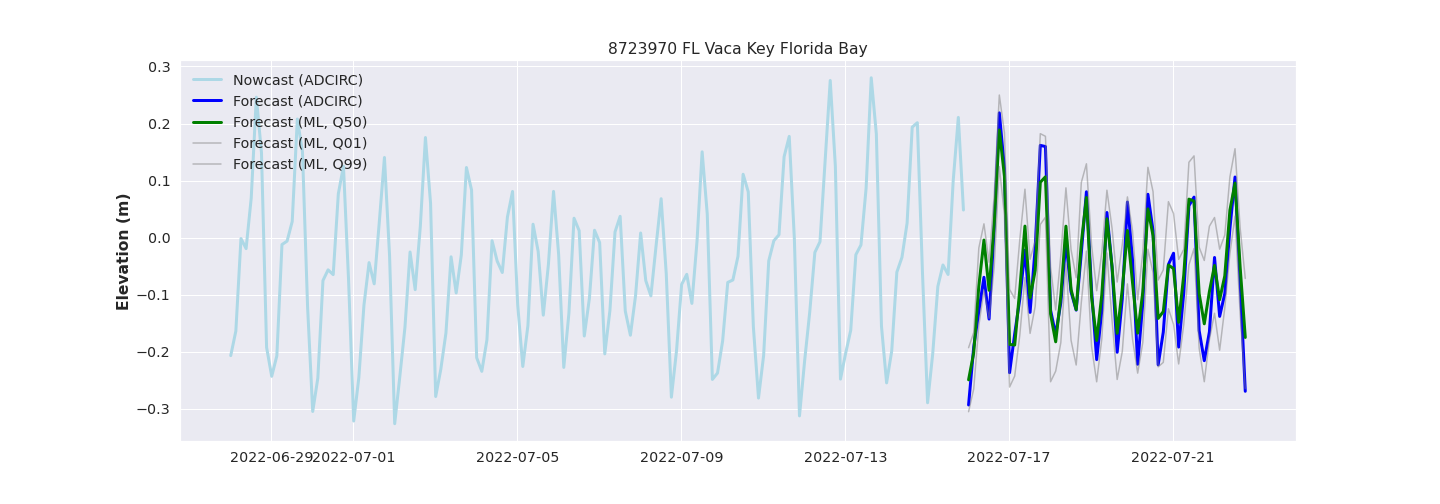 8723970 FL Vaca Key Florida Bay
Nowcast (ADCIRC)
Forecast (ADCIRC)
Forecast (ML, Q50)
Forecast (ML, Q01)
Forecast (ML, Q99)
Elevation (m)
0.3
0.2
0.1
0.0
−0.1
−0.2
−0.3
2022-06-29 2022-07-01 2022-07-05 2022-07-09 2022-07-13 2022-07-17 2022-07-21